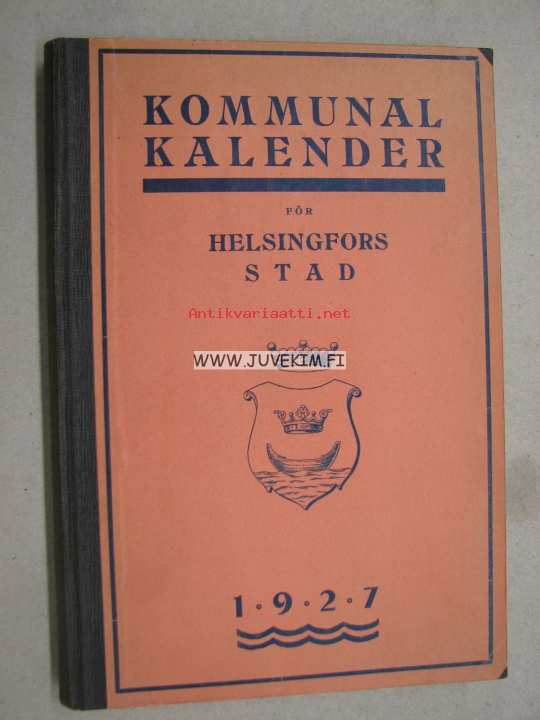 KOMMUNAL
KALENDER
FÖR
HELSINGFORS
STAD
Antikvariaatti.net
WWW.JUVEKIM.FI
1·9·2·7